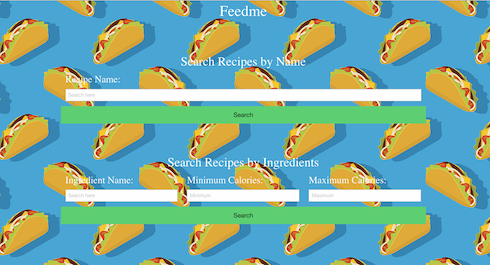 Feedme
Search Recipes by Name
Recipe Name:
Search here
Search
Search Recipes by Ingredients
Ingredient Name: Minimum Calories: Maximum Calories:
Search here Minimum Maximum
Search